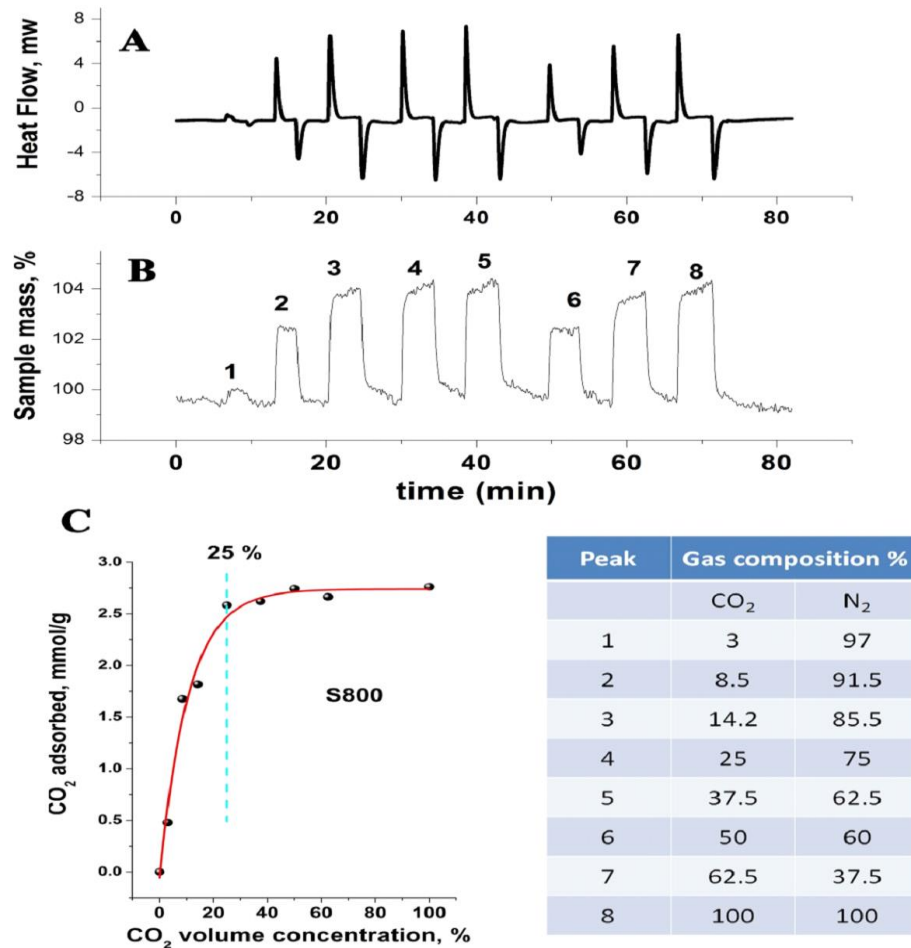 A
Heat Flow, mw
8
4
0
-4
-8
0 20 40 60 80
B
Sample mass, %
104
102
100
98
1 2 3 4 5 6 7 8
0 20 40 60 80
time (min)
C
25 %
CO₂ adsorbed, mmol/g
3.0
2.5
2.0
1.5
1.0
0.5
0.0
S800
0 20 40 60 80 100
CO₂ volume concentration, %
Peak Gas composition %
CO₂ N₂
1 3 97
2 8.5 91.5
3 14.2 85.5
4 25 75
5 37.5 62.5
6 50 60
7 62.5 37.5
8 100 100